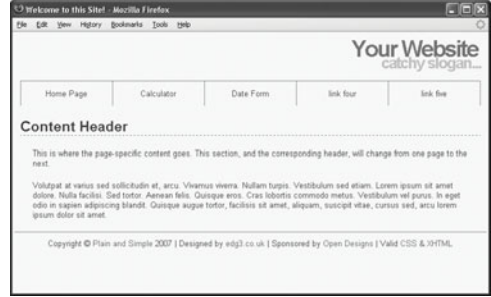 Welcome to this Site! - Mozilla Firefox
File Edit View History Bookmarks Tools Help
Your Website
catchy slogan...
Home Page Calculator Date Form link four link five
Content Header
This is where the page-specific content goes. This section, and the corresponding header, will change from one page to the
next.
Volutpat at varius sed sollicitudin et, arcu. Vivamus viverra. Nullam turpis. Vestibulum sed etiam. Lorem ipsum sit amet
dolore. Nulla facilisi. Sed tortor. Aenean felis. Quisque eros. Cras lobortis commodo metus. Vestibulum vel purus. In eget
odio in sapien adipiscing blandit. Quisque augue tortor, facilisis sit amet, aliquam, suscipit vitae, cursus sed, arcu lorem
ipsum dolor sit amet.
Copyright © Plain and Simple 2007 | Designed by edg3.co.uk | Sponsored by Open Designs | Valid CSS & XHTML